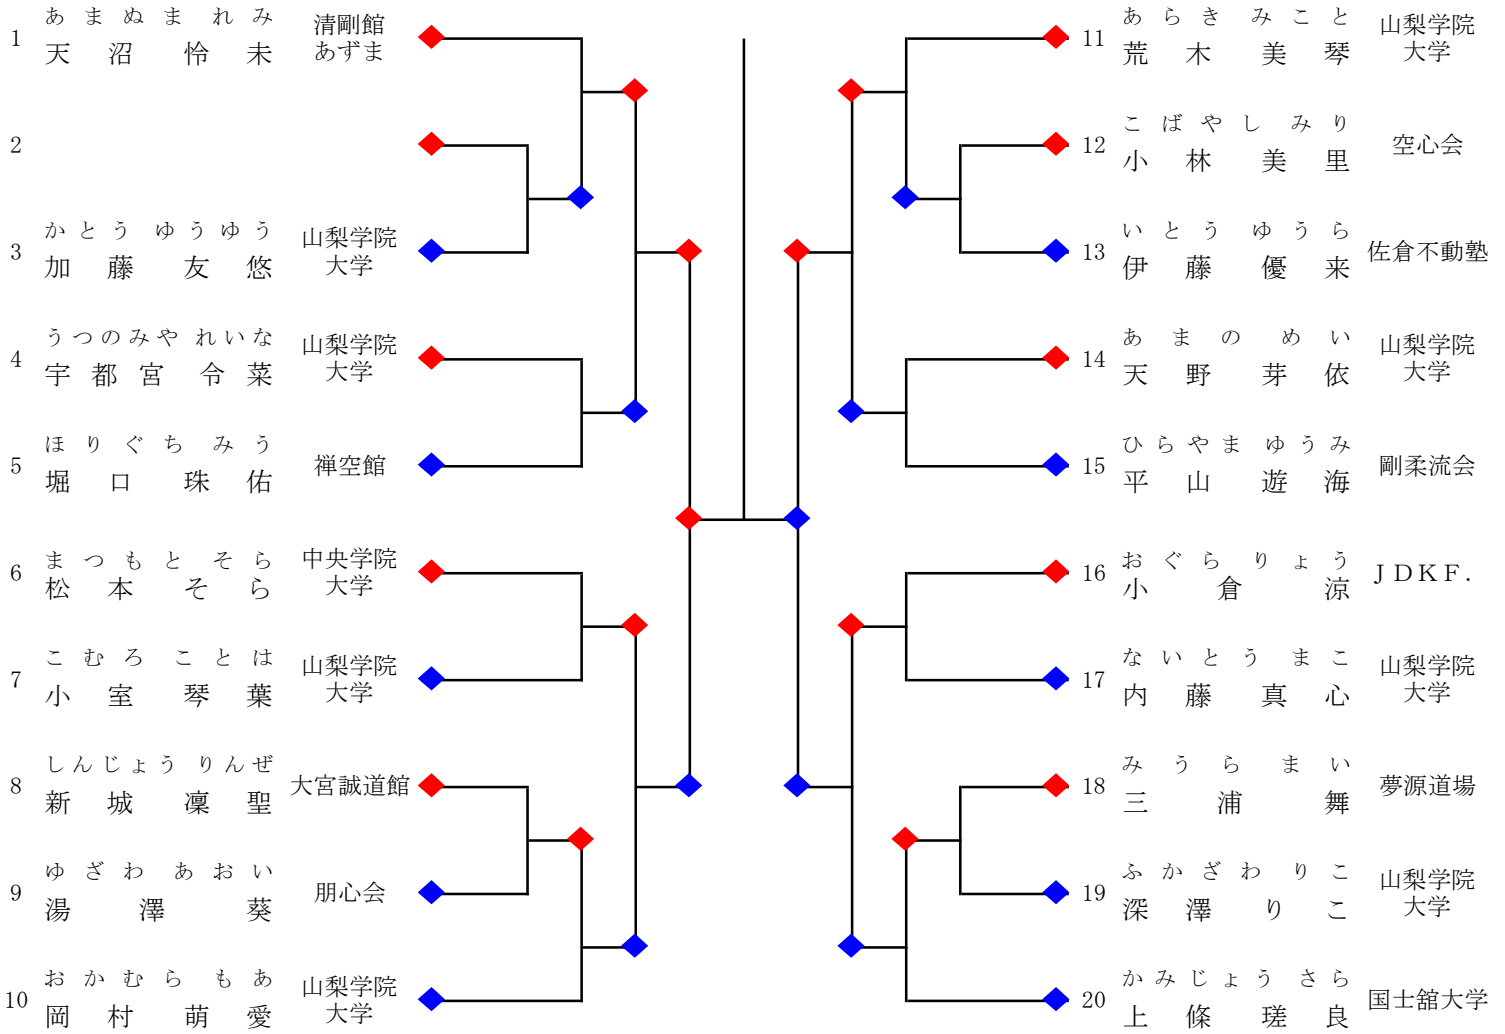 あまぬま れみ
1 天沼 怜未 清剛館
あずま
2
かとう ゆうゆう
3 加藤 友悠 山梨学院
大学
うつのみや れいな
4 宇都宮 令菜 山梨学院
大学
ほりぐち みう
5 堀口 珠佑 禅空館
まつもと そら
6 松本 そら 中央学院
大学
こむろ ことは
7 小室 琴葉 山梨学院
大学
しんじょう りんぜ
8 新城 凜聖 大宮誠道館
ゆざわ あおい
9 湯澤 葵 朋心会
おかむら もあ
10 岡村 萌愛 山梨学院
大学
あらき みこと
11 荒木 美琴 山梨学院
大学
こばやし みり
12 小林 美里 空心会
いとう ゆうら
13 伊藤 優来 佐倉不動塾
あまの めい
14 天野 芽依 山梨学院
大学
ひらやま ゆうみ
15 平山 遊海 剛柔流会
おぐら りょう
16 小倉 涼 ＪＤＫＦ．
ないとう まこ
17 内藤 真心 山梨学院
大学
みうら まい
18 三浦 舞 夢源道場
ふかざわ りこ
19 深澤 りこ 山梨学院
大学
かみじょう さら
20 上條 瑳良 国士舘大学